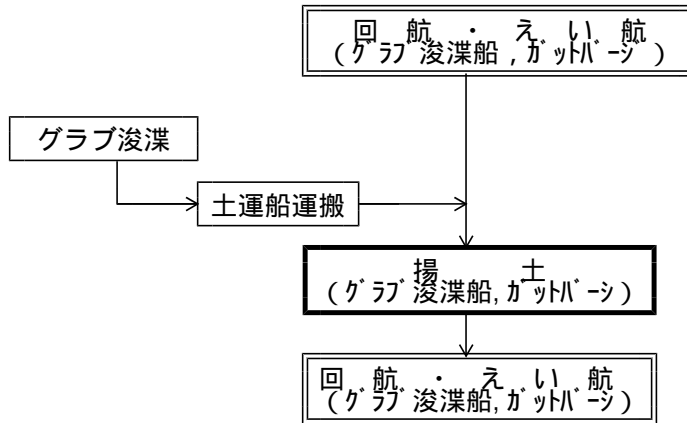 回航・えい航
(グラブ浚渫船,ガットバージ)
グラブ浚渫
土運船運搬
揚土
(グラブ浚渫船,ガットバージ)
回航・えい航
(グラブ浚渫船,ガットバージ)